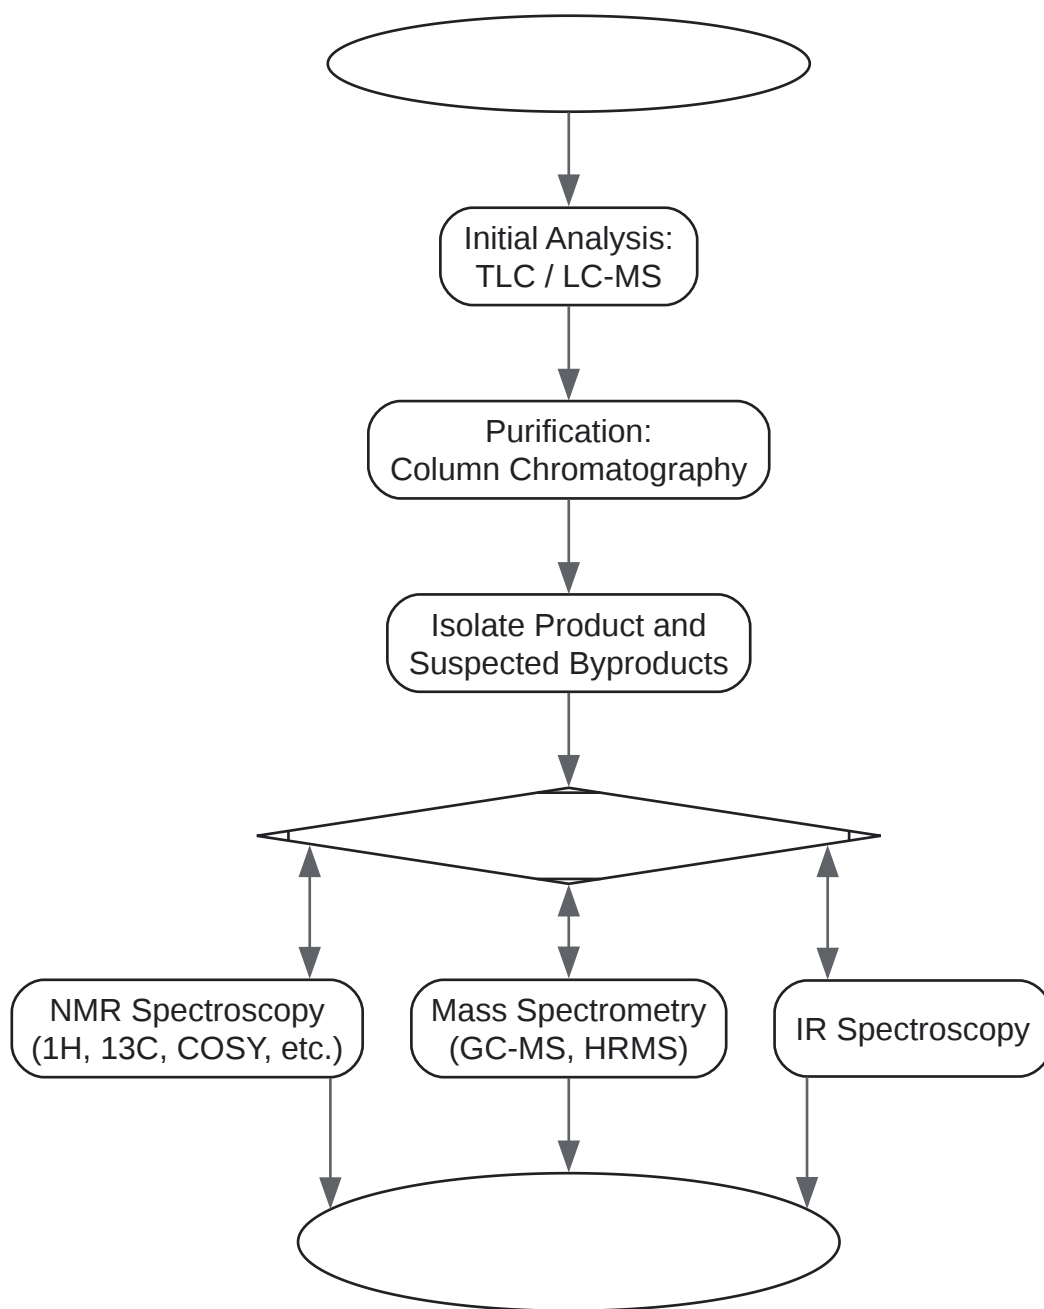 Initial Analysis:
TLC / LC-MS
Purification:
Column Chromatography
Isolate Product and
Suspected Byproducts
NMR Spectroscopy
(1H, 13C, COSY, etc.)
Mass Spectrometry
(GC-MS, HRMS)
IR Spectroscopy